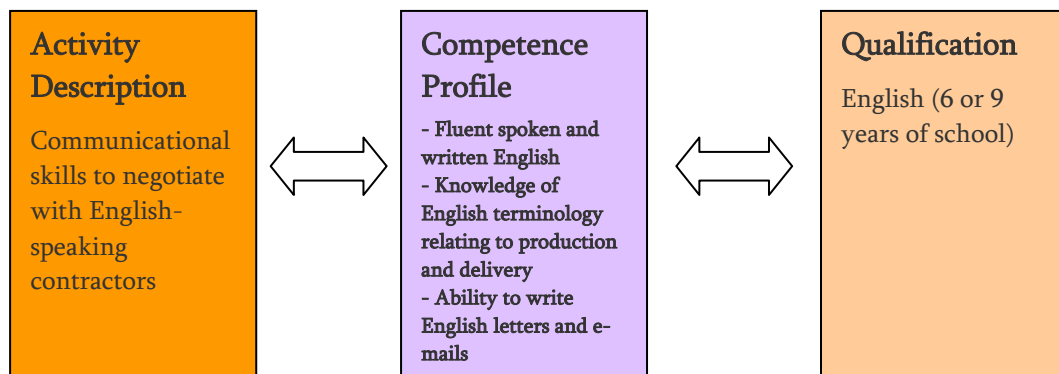 Activity
Description
Communicational
skills to negotiate
with English-
speaking
contractors
Competence
Profile
- Fluent spoken and
written English
- Knowledge of
English terminology
relating to production
and delivery
- Ability to write
English letters and e-
mails
Qualification
English (6 or 9
years of school)